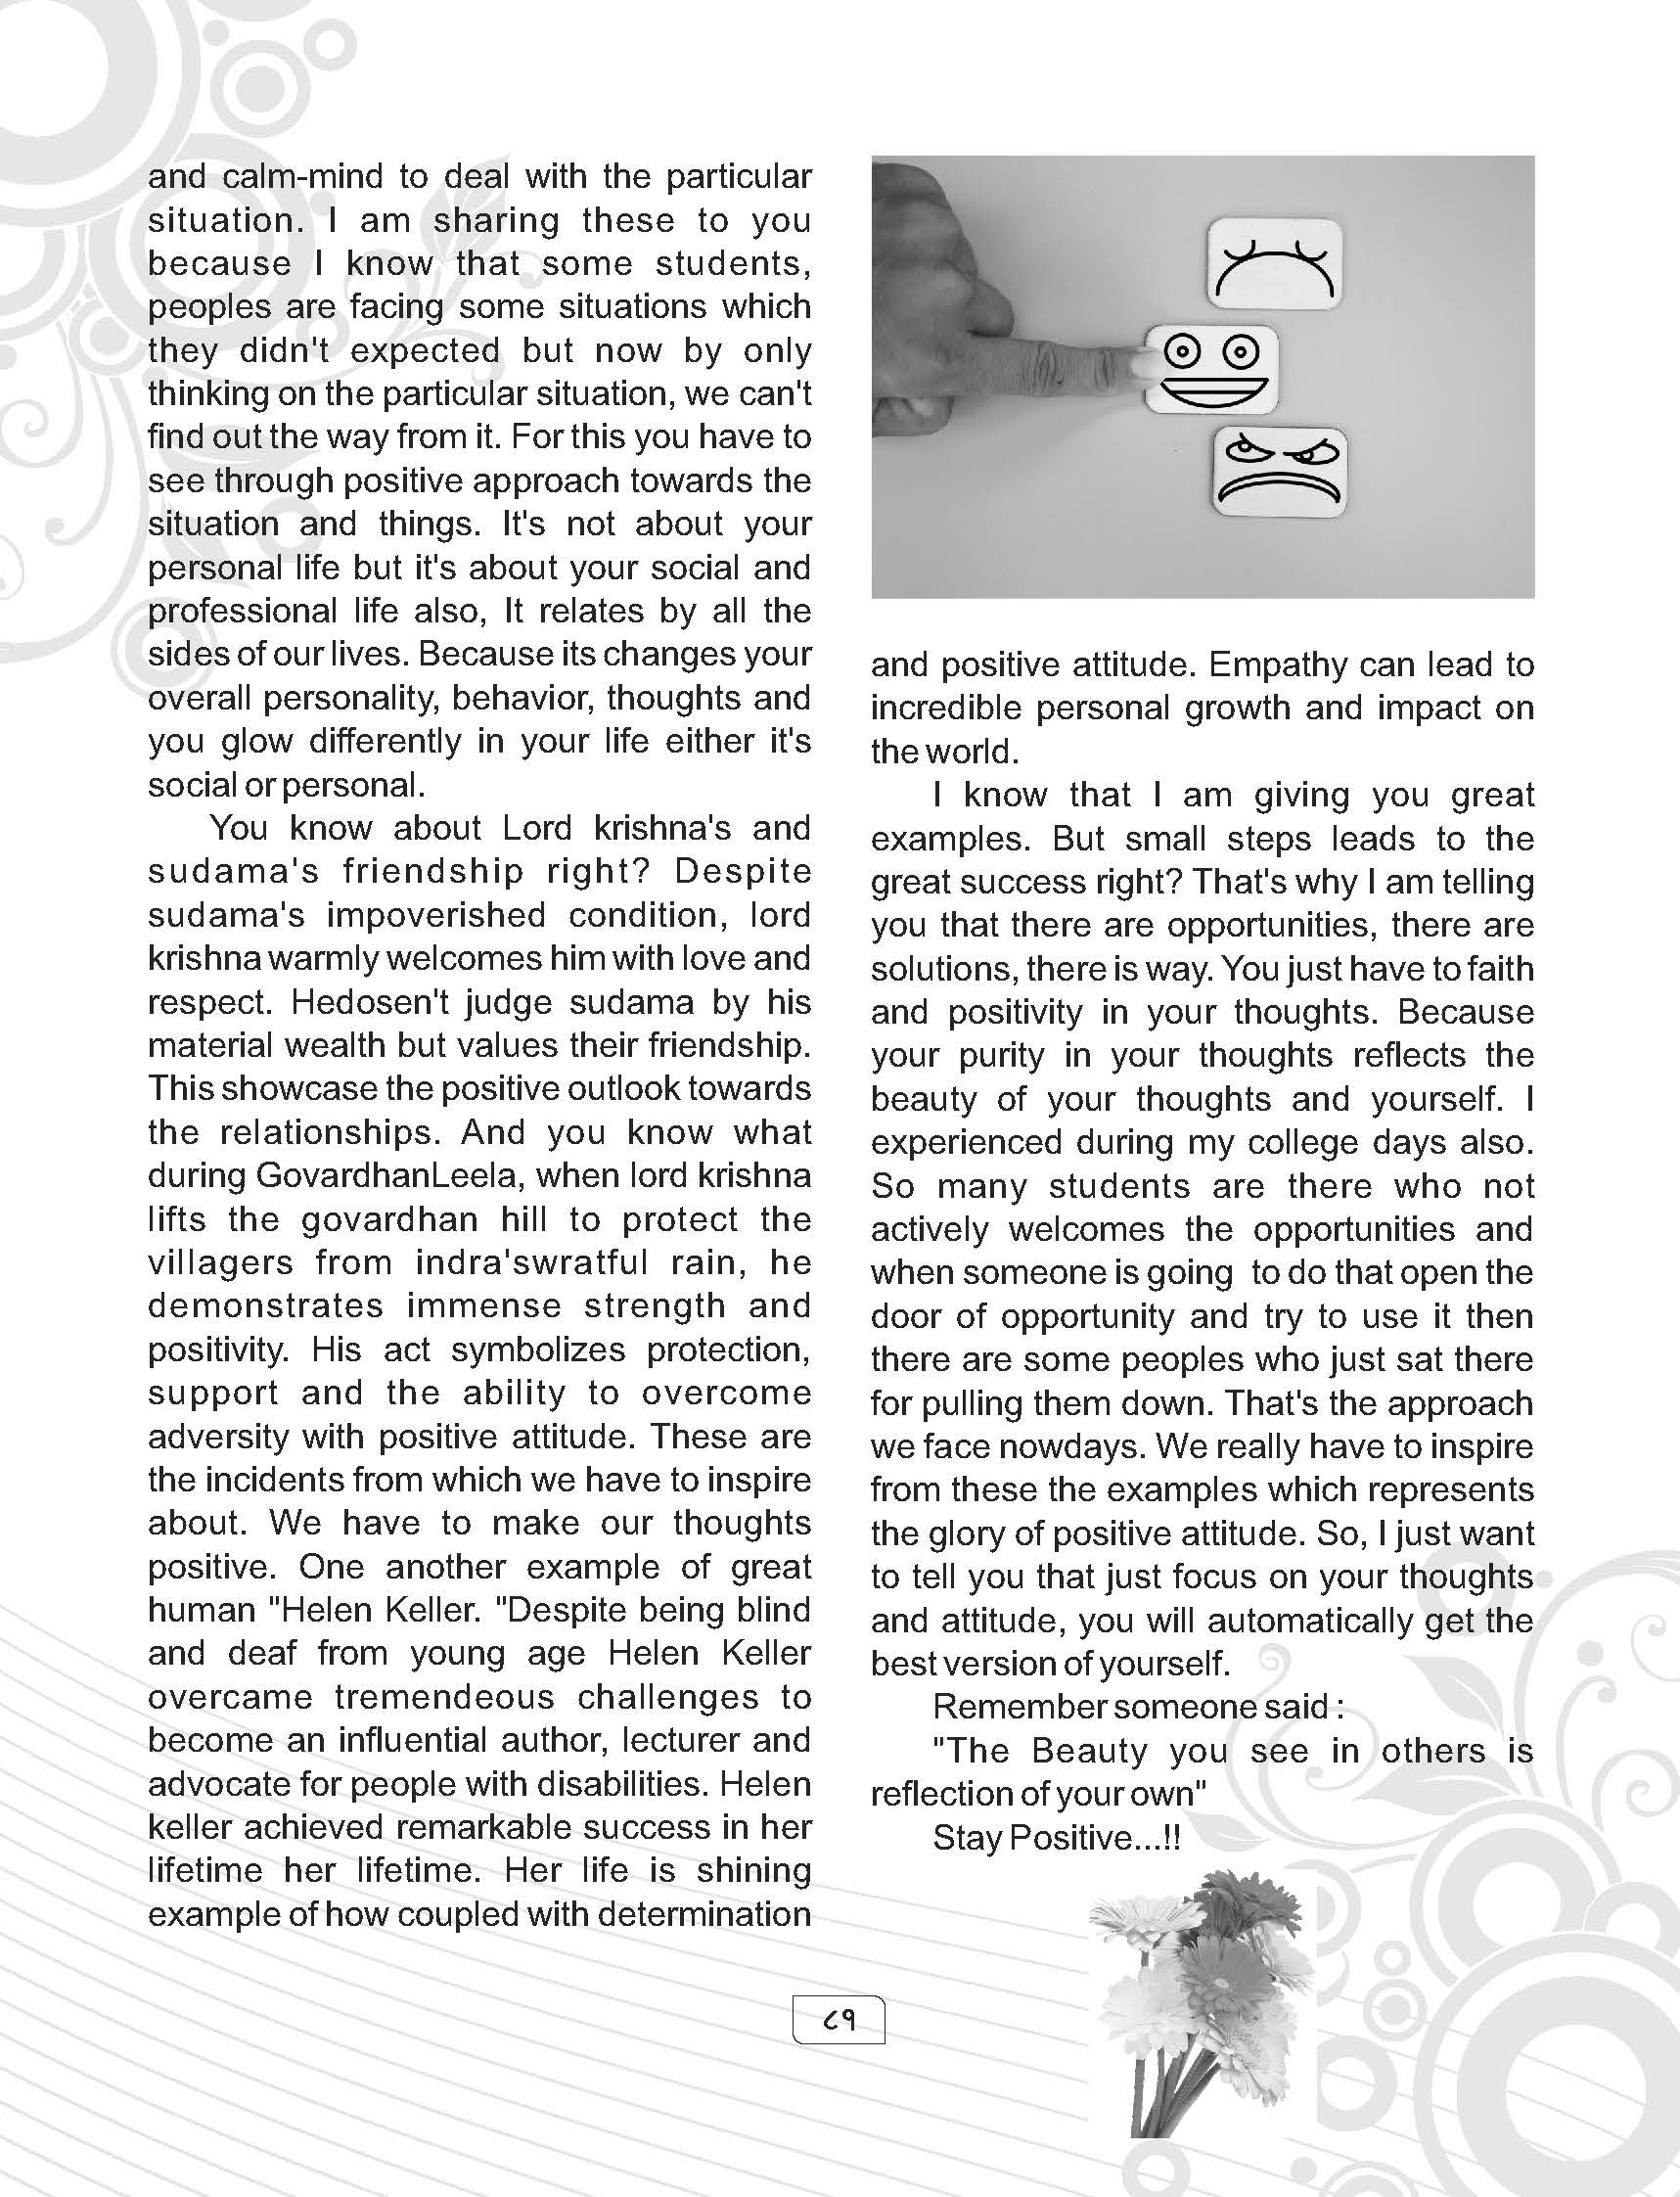 and calm-mind to deal with the particular
situation. I am sharing these to you
because I know that some students,
peoples are facing some situations which
they didn't expected but now by only
thinking on the particular situation, we can't
find out the way from it. For this you have to
see through positive approach towards the
situation and things. It's not about your
personal life but it's about your social and
professional life also, It relates by all the
sides of our lives. Because its changes your
overall personality, behavior, thoughts and
you glow differently in your life either it's
social or personal.
You know about Lord krishna's and
sudama's friendship right? Despite
sudama's impoverished condition, lord
krishna warmly welcomes him with love and
respect. Hedosen't judge sudama by his
material wealth but values their friendship.
This showcase the positive outlook towards
the relationships. And you know what
during GovardhanLeela, when lord krishna
lifts the govardhan hill to protect the
villagers from indra'swratful rain, he
demonstrates immense strength and
positivity. His act symbolizes protection,
support and the ability to overcome
adversity with positive attitude. These are
the incidents from which we have to inspire
about. We have to make our thoughts
positive. One another example of great
human "Helen Keller. "Despite being blind
and deaf from young age Helen Keller
overcame tremendeous challenges to
become an influential author, lecturer and
advocate for people with disabilities. Helen
keller achieved remarkable success in her
lifetime her lifetime. Her life is shining
example of how coupled with determination
and positive attitude. Empathy can lead to
incredible personal growth and impact on
the world.
I know that I am giving you great
examples. But small steps leads to the
great success right? That's why I am telling
you that there are opportunities, there are
solutions, there is way. You just have to faith
and positivity in your thoughts. Because
your purity in your thoughts reflects the
beauty of your thoughts and yourself. I
experienced during my college days also.
So many students are there who not
actively welcomes the opportunities and
when someone is going to do that open the
door of opportunity and try to use it then
there are some peoples who just sat there
for pulling them down. That's the approach
we face nowdays. We really have to inspire
from these the examples which represents
the glory of positive attitude. So, I just want
to tell you that just focus on your thoughts
and attitude, you will automatically get the
best version of yourself.
Remember someone said :
"The Beauty you see in others is
reflection of your own"
Stay Positive...!!
८१